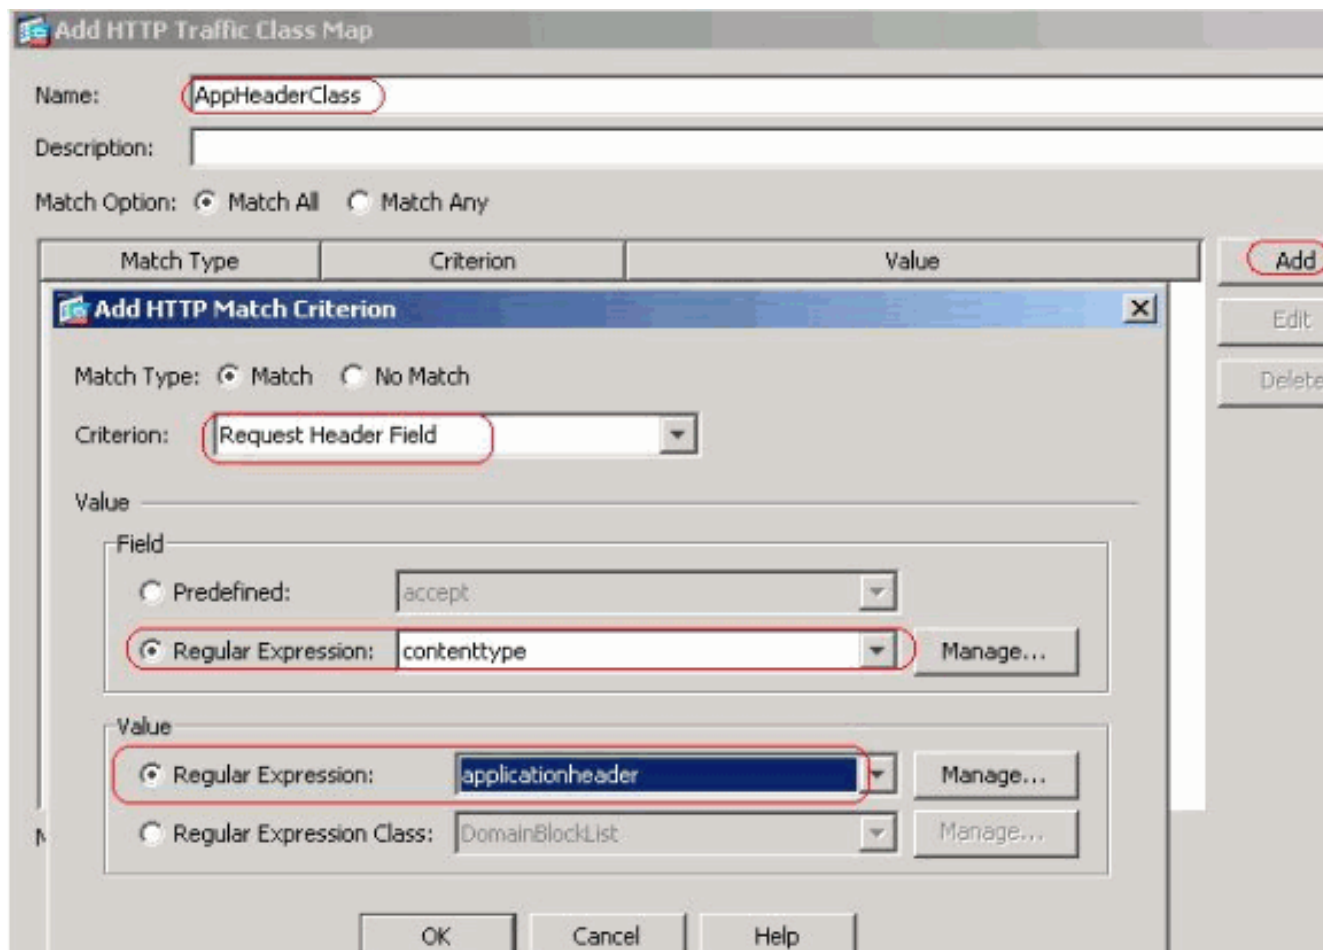 Add HTTP Traffic Class Map
Name: AppHeaderClass
Description:
Match Option: Match All Match Any
Match Type Criterion Value Add
Add HTTP Match Criterion
Edit
Match Type: Match No Match
Delete
Criterion: Request Header Field
Value
Field
Predefined: accept
Regular Expression: contenttype Manage...
Value
Regular Expression: applicationheader Manage...
Regular Expression Class: DomainBlockList Manage...
OK Cancel Help